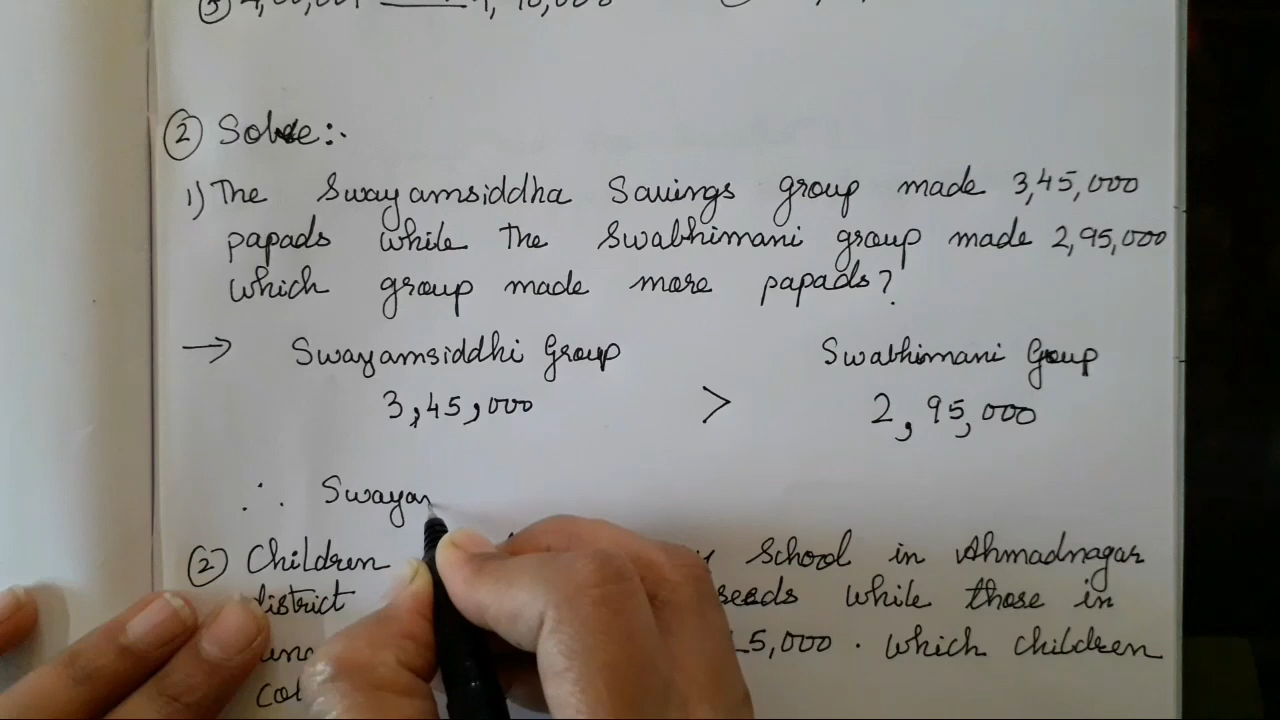 ② Solve:-
1) The Swayamsiddha Savings group made 3,45,000
papads while the Swabhimani group made 2,95,000
which group made more papads?
→ Swayamsiddhi Group Swabhimani Group
3,45,000 > 2,95,000
∴ Swayam
② Children school in Ahmadnagar
district seeds while those in
5,000. which children